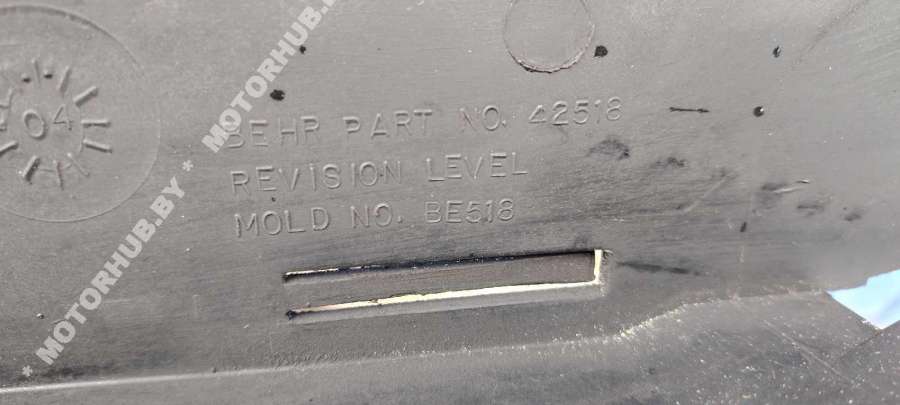 04
BEHR PART NO. 42518
REVISION LEVEL
MOLD NO. BE518
* MOTORHUB.BY * MOTORHUB.BY *